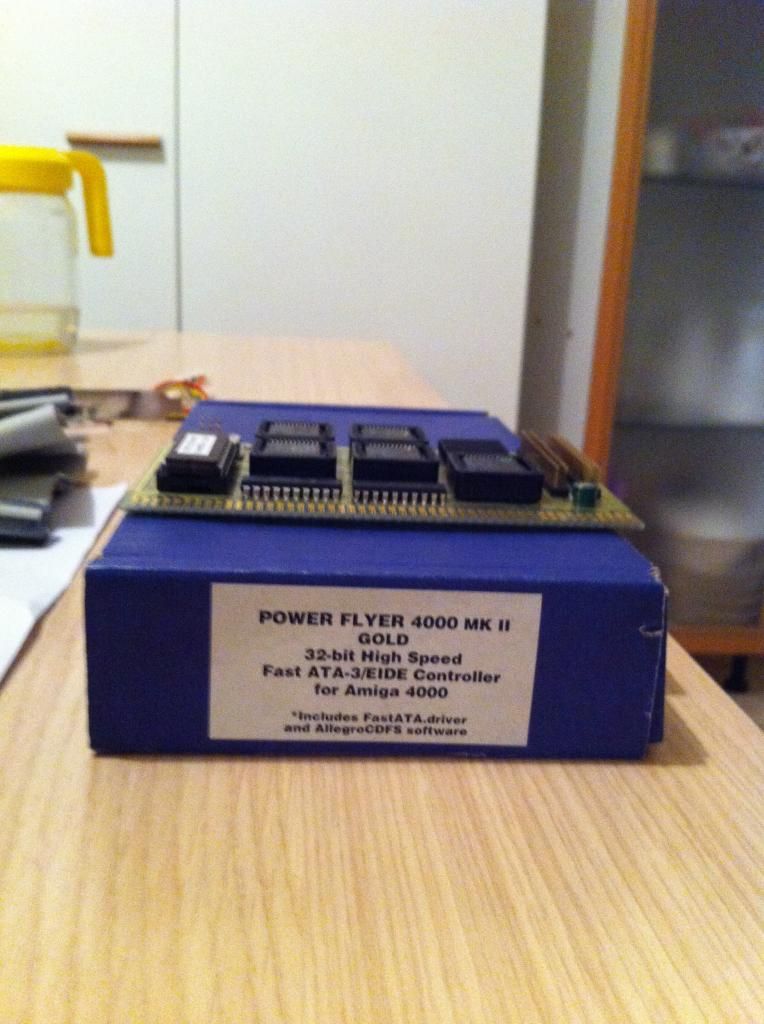 POWER FLYER 4000 MK II
GOLD
32-bit High Speed
Fast ATA-3/EIDE Controller
for Amiga 4000
*Includes FastATA.driver
and AllegroCDFS software